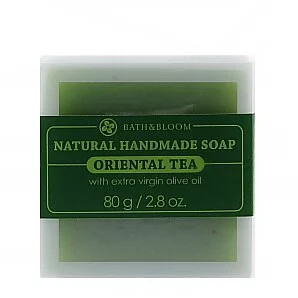 BATH&BLOOM
NATURAL HANDMADE SOAP
ORIENTAL TEA
with extra virgin olive oil
80 g / 2.8 oz.